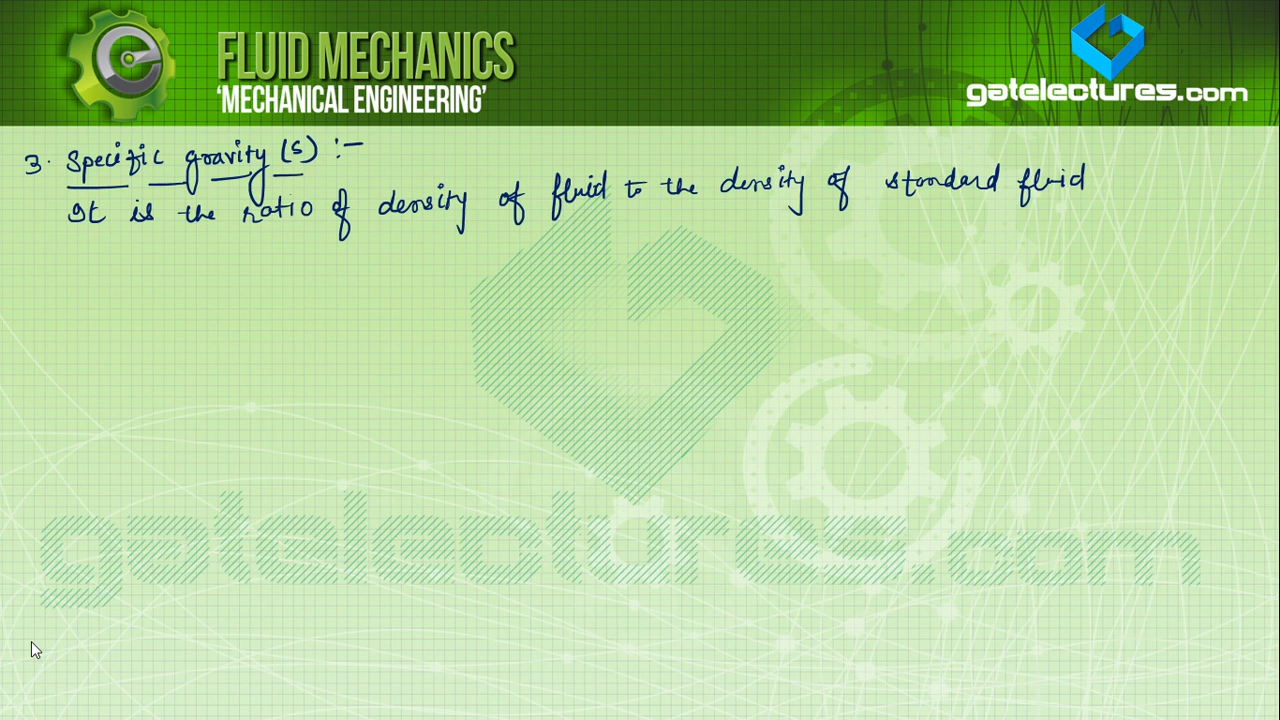 FLUID MECHANICS
'MECHANICAL ENGINEERING'
gatelectures.com
3. Specific gravity (S) :-
It is the ratio of density of fluid to the density of standard fluid
gatelectures.com